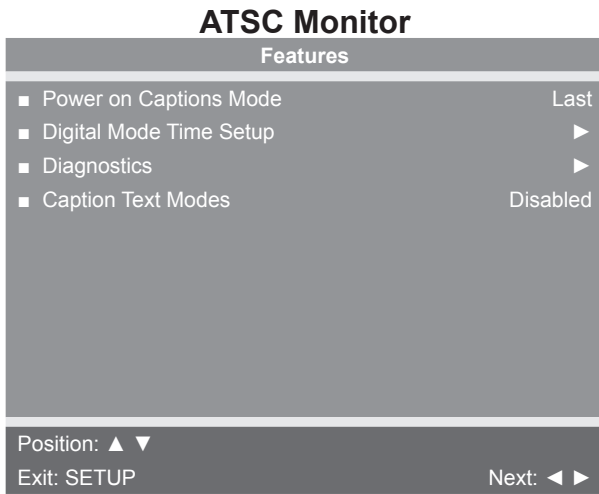 ATSC Monitor
Features
■ Power on Captions Mode Last
■ Digital Mode Time Setup ►
■ Diagnostics ►
■ Caption Text Modes Disabled
Position: ▲ ▼
Exit: SETUP Next: ◄ ►